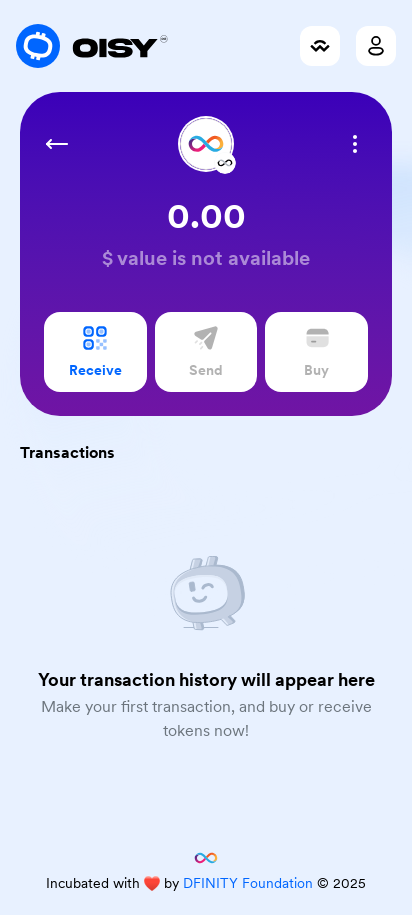 OISY
0.00
$ value is not available
Receive
Send
Buy
Transactions
Your transaction history will appear here
Make your first transaction, and buy or receive
tokens now!
Incubated with ❤️ by DFINITY Foundation © 2025